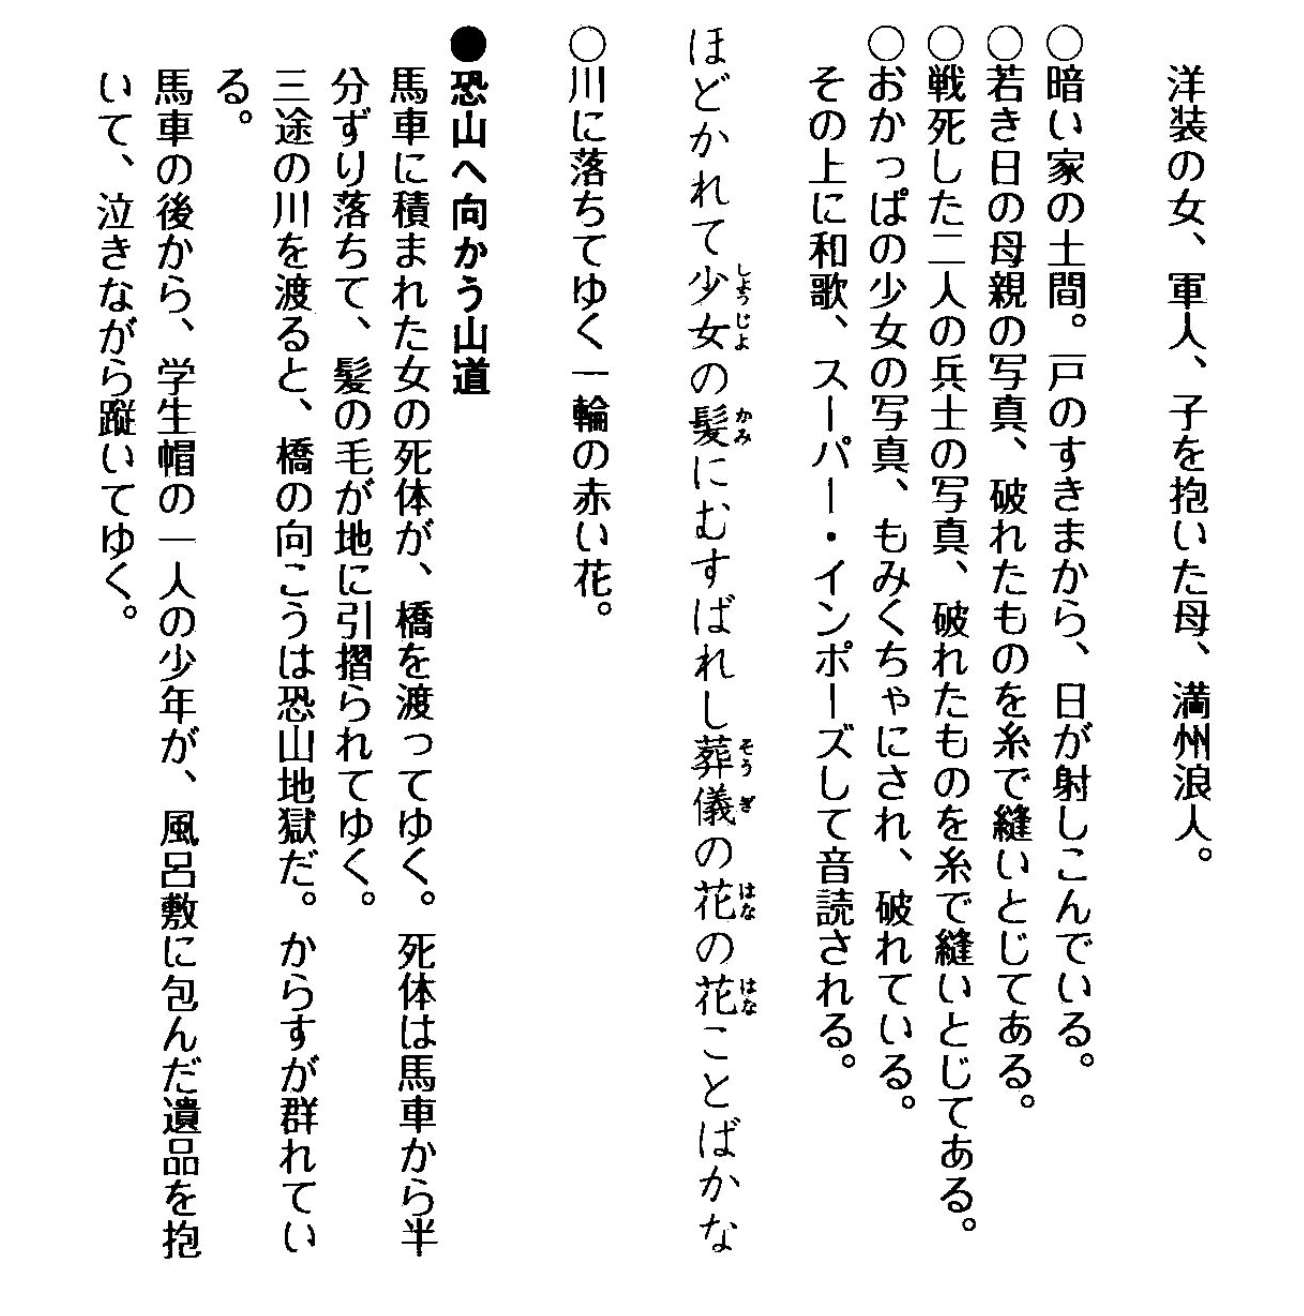 洋装の女、軍人、子を抱いた母、満州浪人。
○暗い家の土間。戸のすきまから、日が射しこんでいる。
○若き日の母親の写真、破れたものを糸で縫いとじてある。
○戦死した二人の兵士の写真、破れたものを糸で縫いとじてある。
○おかっぱの少女の写真、もみくちゃにされ、破れている。
その上に和歌、スーパー・インポーズして音読される。
ほどかれて少女の髪にむすばれし葬儀の花の花ことばかな
しょうじよ かみ そうぎ はな はな
○川に落ちてゆく一輪の赤い花。
●恐山へ向かう山道
馬車に積まれた女の死体が、橋を渡ってゆく。死体は馬車から半
分ずり落ちて、髪の毛が地に引摺られてゆく。
三途の川を渡ると、橋の向こうは恐山地獄だ。からすが群れてい
る。
馬車の後から、学生帽の一人の少年が、風呂敷に包んだ遺品を抱
いて、泣きながら蹤いてゆく。